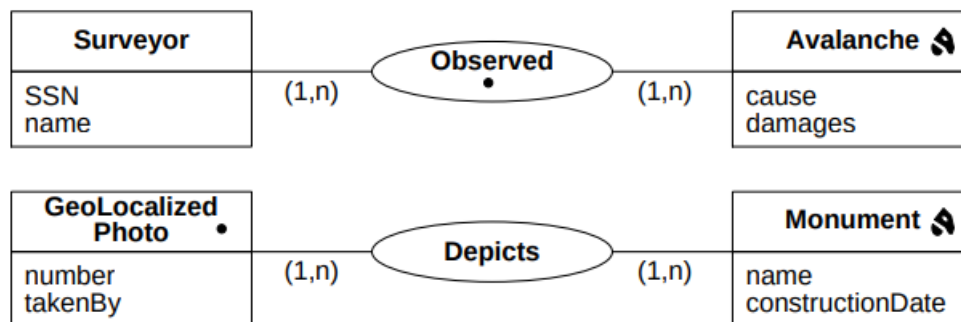 Surveyor
SSN
name
(1,n)
Observed
(1,n)
Avalanche
cause
damages
GeoLocalized
Photo
number
takenBy
(1,n)
Depicts
(1,n)
Monument
name
constructionDate